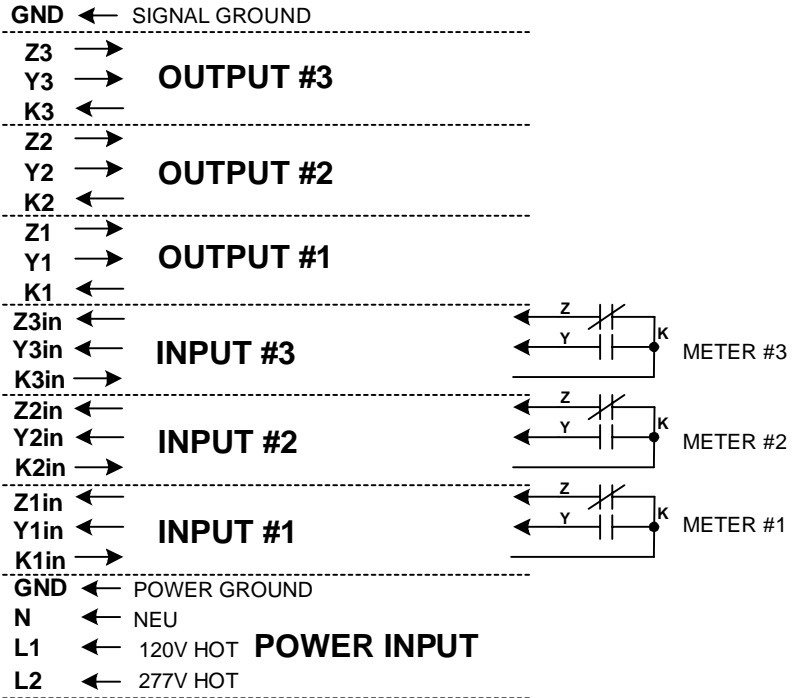 GND SIGNAL GROUND
Z3
Y3 OUTPUT #3
K3
Z2
Y2 OUTPUT #2
K2
Z1
Y1 OUTPUT #1
K1
Z3in Z
Y3in INPUT #3 Y K METER #3
K3in
Z2in Z
Y2in INPUT #2 Y K METER #2
K2in
Z1in Z
Y1in INPUT #1 Y K METER #1
K1in
GND POWER GROUND
N NEU
L1 120V HOT POWER INPUT
L2 277V HOT